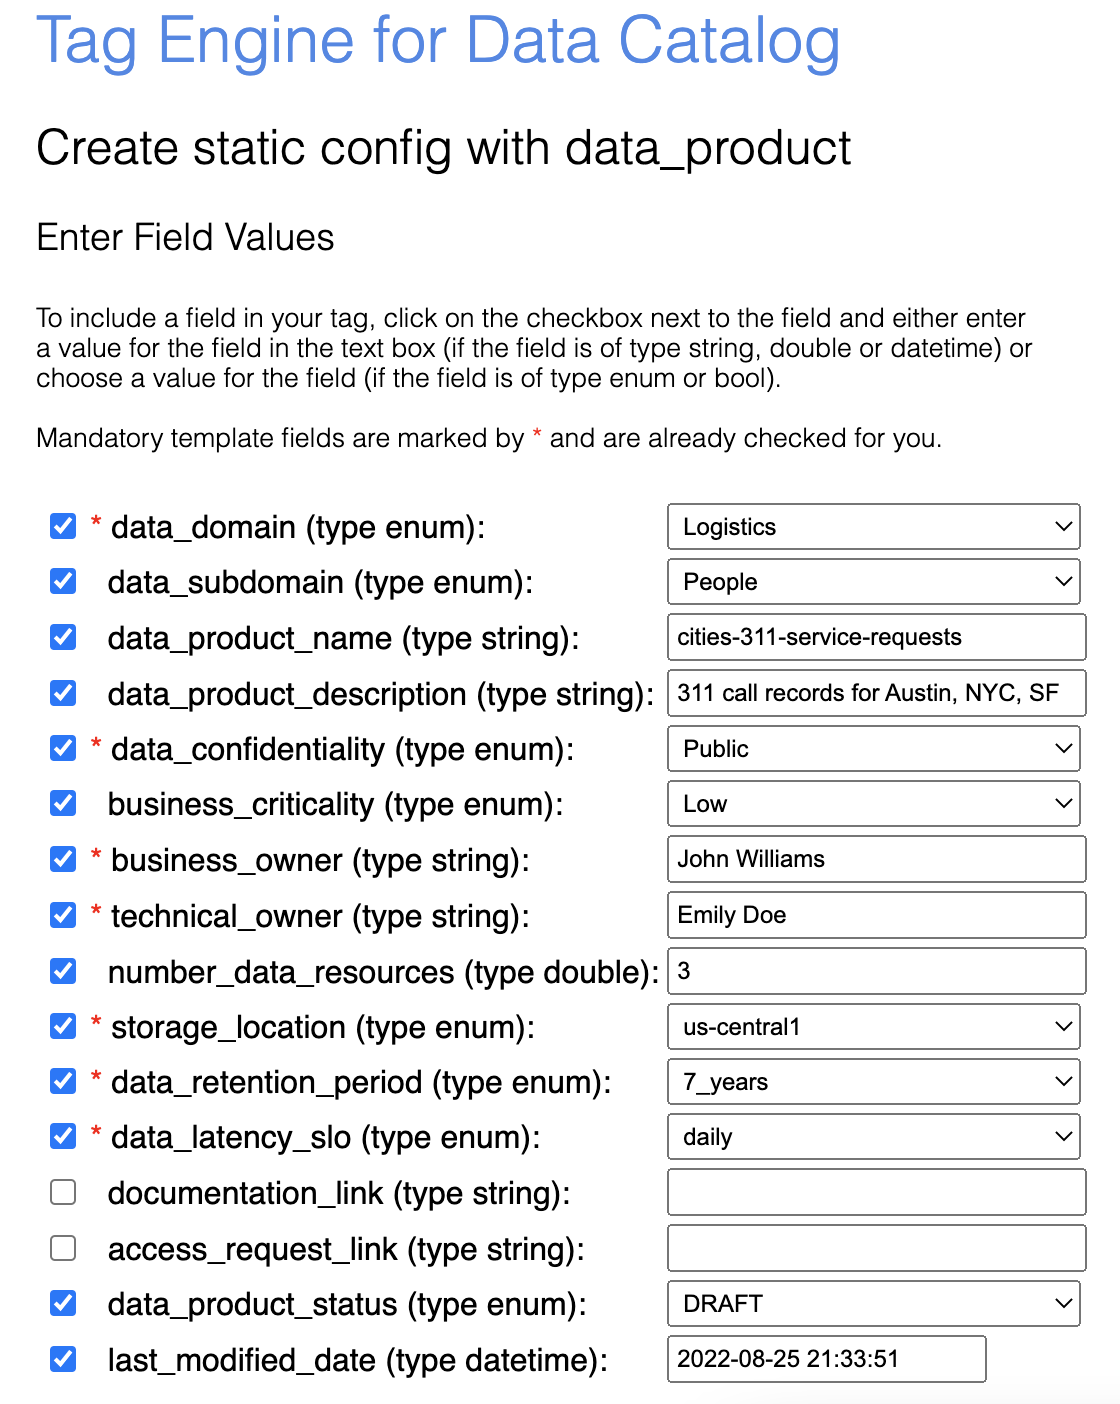 Tag Engine for Data Catalog
Create static config with data_product
Enter Field Values
To include a field in your tag, click on the checkbox next to the field and either enter
a value for the field in the text box (if the field is of type string, double or datetime) or
choose a value for the field (if the field is of type enum or bool).
Mandatory template fields are marked by * and are already checked for you.
* data_domain (type enum): Logistics
data_subdomain (type enum): People
data_product_name (type string): cities-311-service-requests
data_product_description (type string): 311 call records for Austin, NYC, SF
* data_confidentiality (type enum): Public
business_criticality (type enum): Low
* business_owner (type string): John Williams
* technical_owner (type string): Emily Doe
number_data_resources (type double): 3
* storage_location (type enum): us-central1
* data_retention_period (type enum): 7_years
* data_latency_slo (type enum): daily
documentation_link (type string):
access_request_link (type string):
data_product_status (type enum): DRAFT
last_modified_date (type datetime): 2022-08-25 21:33:51